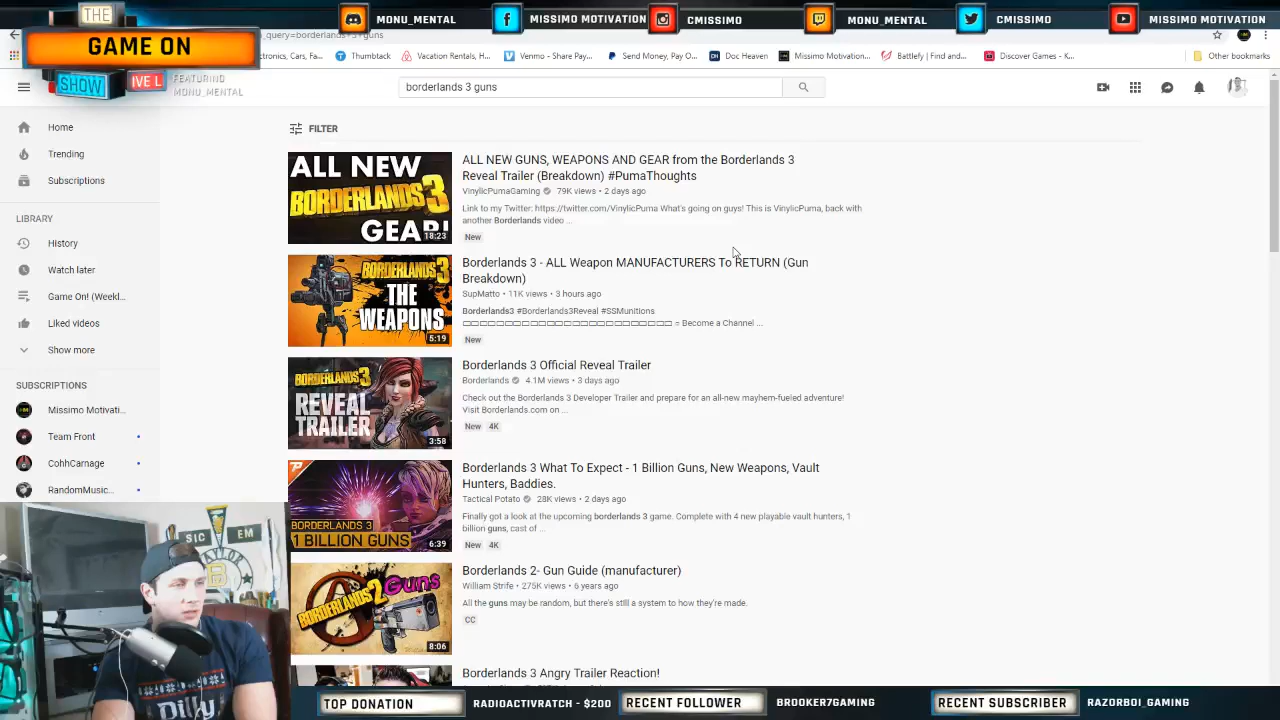 THE
GAME ON
SHOW
IVE L
FEATURING
MONU_MENTAL
MONU_MENTAL
MISSIMO MOTIVATION
CMISSIMO
MONU_MENTAL
CMISSIMO
MISSIMO MOTIVATION
_query=borderlands+3+guns
ectronics, Cars, Fa...
Thumbtack
Vacation Rentals, H...
Venmo - Share Pay...
Send Money, Pay O...
Doc Heaven
Missimo Motivation...
Battlefy | Find and...
Discover Games - K...
Other bookmarks
borderlands 3 guns
Home
Trending
Subscriptions
LIBRARY
History
Watch later
Game On! (Weekl...
Liked videos
Show more
SUBSCRIPTIONS
Missimo Motivati...
Team Front
CohhCarnage
RandomMusic...
FILTER
ALL NEW
BORDERLANDS 3
GEAR!
18:23
ALL NEW GUNS, WEAPONS AND GEAR from the Borderlands 3
Reveal Trailer (Breakdown) #PumaThoughts
VinylicPumaGaming 79K views • 2 days ago
Link to my Twitter: https://twitter.com/VinylicPuma What's going on guys! This is VinylicPuma, back with
another Borderlands video ...
New
BORDERLANDS 3
THE
WEAPONS
5:19
Borderlands 3 - ALL Weapon MANUFACTURERS To RETURN (Gun
Breakdown)
SupMatto • 11K views • 3 hours ago
Borderlands3 #Borderlands3Reveal #SSMunitions
= Become a Channel ...
New
BORDERLANDS 3
REVEAL
TRAILER
3:58
Borderlands 3 Official Reveal Trailer
Borderlands 4.1M views • 3 days ago
Check out the Borderlands 3 Developer Trailer and prepare for an all-new mayhem-fueled adventure!
Visit Borderlands.com on ...
New 4K
BORDERLANDS 3
1 BILLION GUNS
6:39
Borderlands 3 What To Expect - 1 Billion Guns, New Weapons, Vault
Hunters, Baddies.
Tactical Potato 28K views • 2 days ago
Finally got a look at the upcoming borderlands 3 game. Complete with 4 new playable vault hunters, 1
billion guns, cast of ...
New 4K
BORDERLANDS 2 Guns
8:06
Borderlands 2- Gun Guide (manufacturer)
William Strife • 275K views • 6 years ago
All the guns may be random, but there's still a system to how they're made.
CC
Borderlands 3 Angry Trailer Reaction!
SIC
EM
BAYLOR
Dilly
TOP DONATION
RADIOACTIVRATCH - $200
RECENT FOLLOWER
BROOKER7GAMING
RECENT SUBSCRIBER
RAZORBOI_GAMING